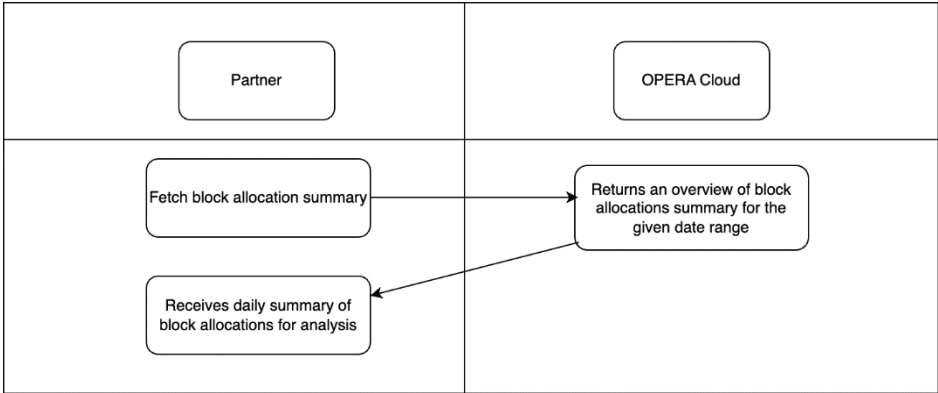 Partner
OPERA Cloud
Fetch block allocation summary
Returns an overview of block
allocations summary for the
given date range
Receives daily summary of
block allocations for analysis